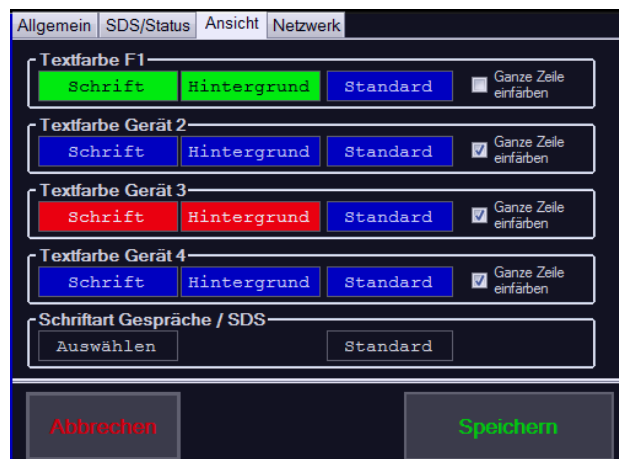 Allgemein SDS/Status Ansicht Netzwerk
Textfarbe F1
Schrift Hintergrund Standard Ganze Zeile
einfärben
Textfarbe Gerät 2
Schrift Hintergrund Standard Ganze Zeile
einfärben
Textfarbe Gerät 3
Schrift Hintergrund Standard Ganze Zeile
einfärben
Textfarbe Gerät 4
Schrift Hintergrund Standard Ganze Zeile
einfärben
Schriftart Gespräche / SDS
Auswählen Standard
Abbrechen Speichern